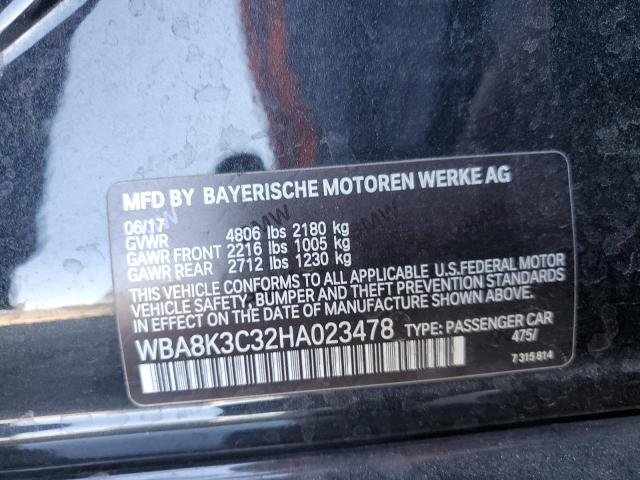 MFD BY BAYERISCHE MOTOREN WERKE AG
06/17
GVWR 4806 lbs 2180 kg
GAWR FRONT 2216 lbs 1005 kg
GAWR REAR 2712 lbs 1230 kg
THIS VEHICLE CONFORMS TO ALL APPLICABLE U.S.FEDERAL MOTOR
VEHICLE SAFETY, BUMPER AND THEFT PREVENTION STANDARDS
IN EFFECT ON THE DATE OF MANUFACTURE SHOWN ABOVE.
WBA8K3C32HA023478 TYPE: PASSENGER CAR
475/
7 315 814